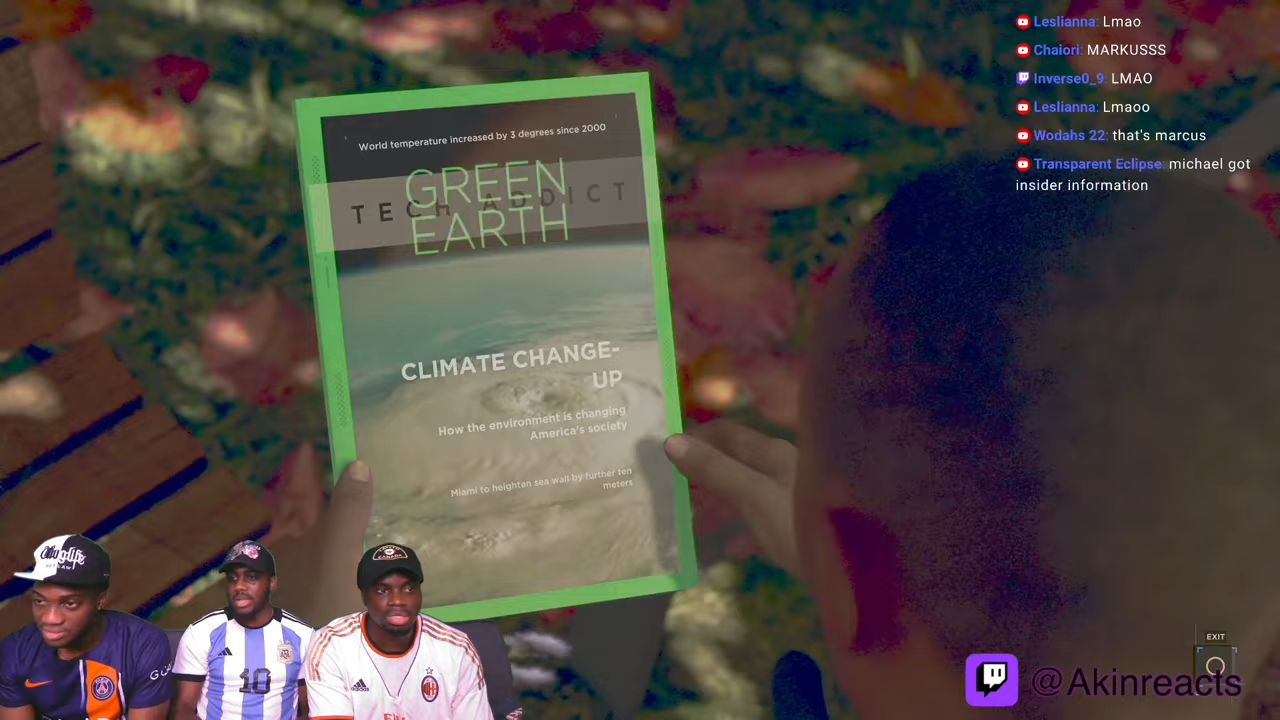 Leslianna: Lmao
Chaiori: MARKUSSS
Inverse0_9: LMAO
Leslianna: Lmaoo
Wodahs 22: that's marcus
Transparent Eclipse: michael got
insider information
World temperature increased by 3 degrees since 2000
GREEN
TECH ADDICT
EARTH
CLIMATE CHANGE-
UP
How the environment is changing
America's society
Miami to heighten sea wall by further ten
meters
10
EXIT
@Akinreacts